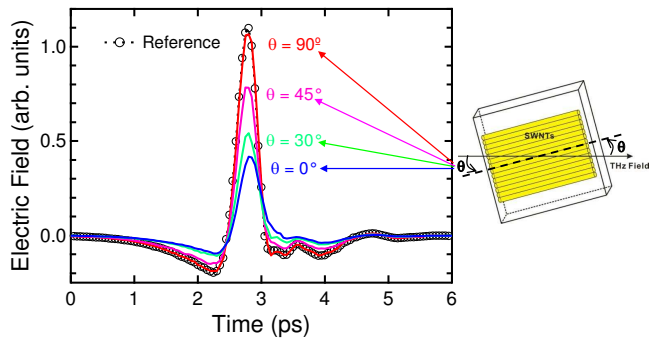 Electric Field (arb. units)
1.0
0.5
0.0
Reference
θ = 90º
θ = 45°
θ = 30°
θ = 0°
0
1
2
3
4
5
6
Time (ps)
SWNTs
θ
θ
THz Field